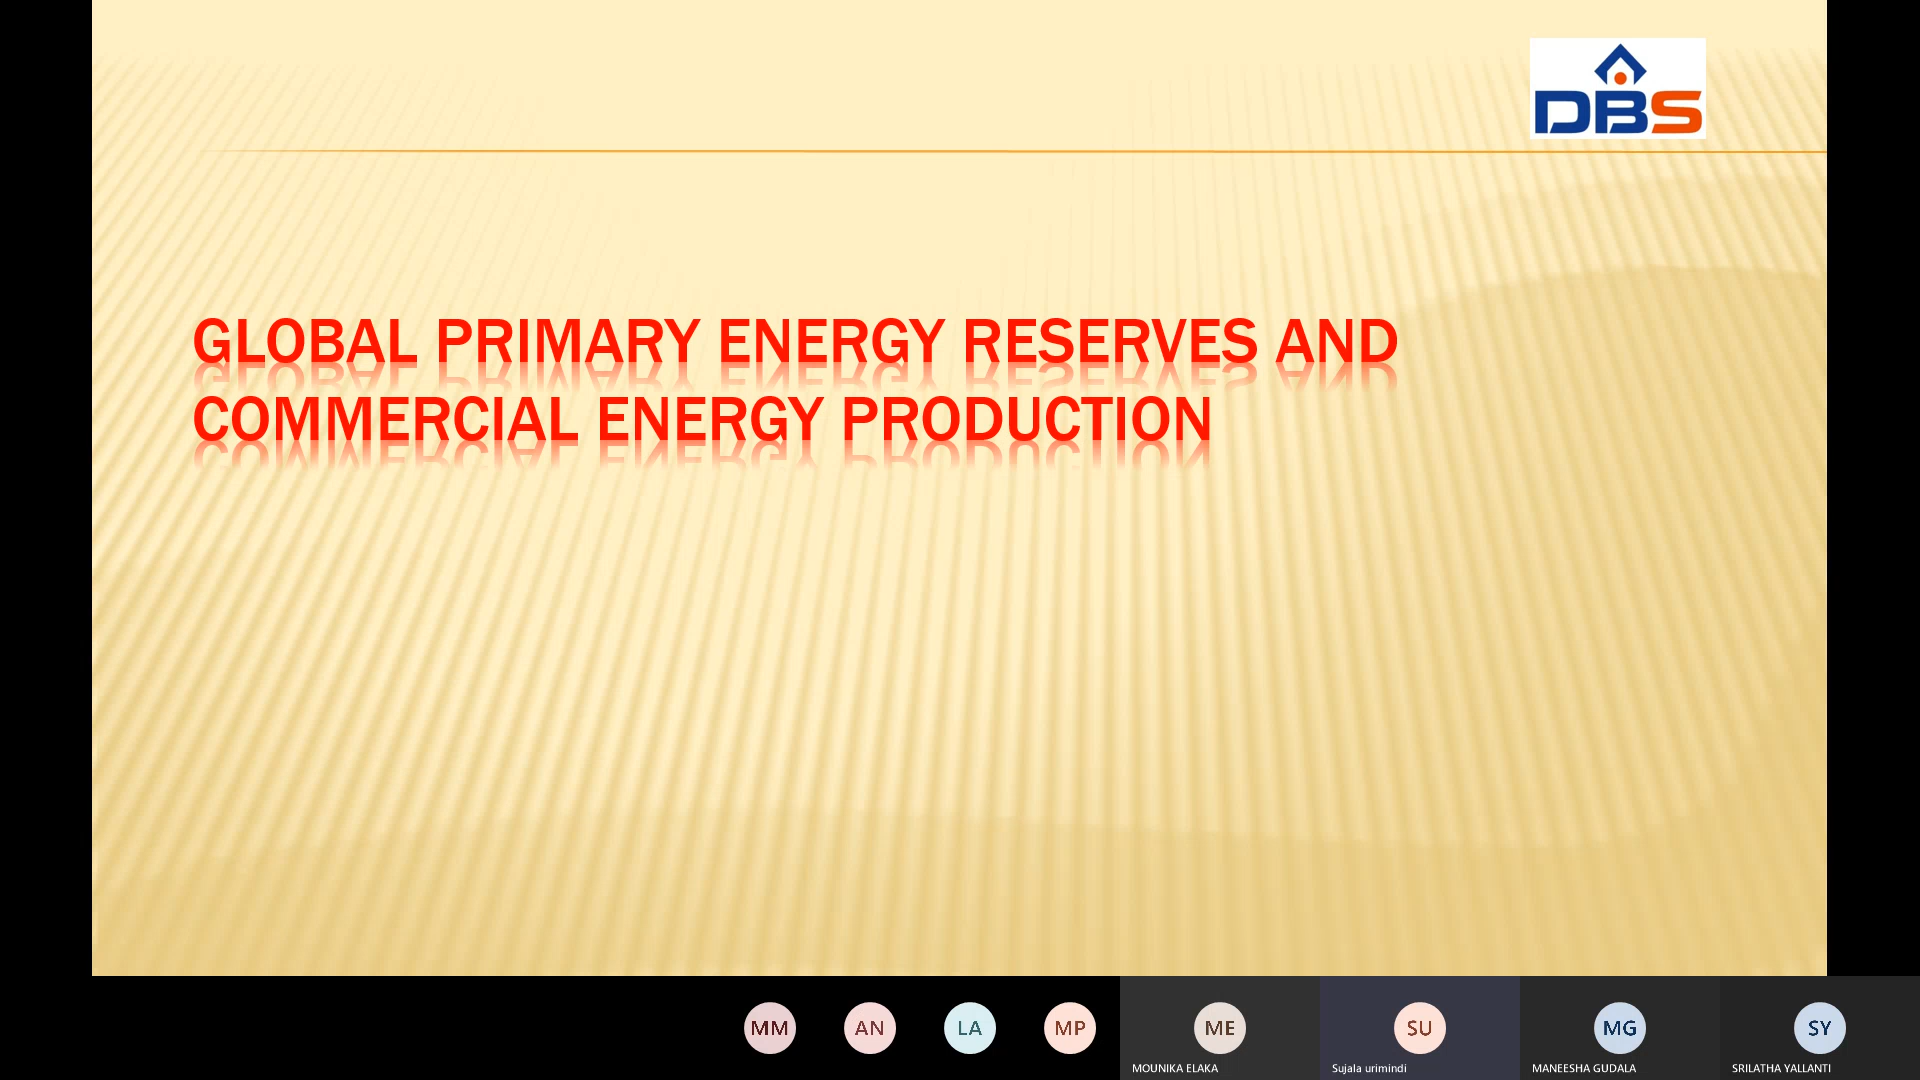 DBS
GLOBAL PRIMARY ENERGY RESERVES AND
COMMERCIAL ENERGY PRODUCTION
MM
AN
LA
MP
ME
SU
MG
SY
MOUNIKA ELAKA
Sujala urimindi
MANEESHA GUDALA
SRILATHA YALLANTI